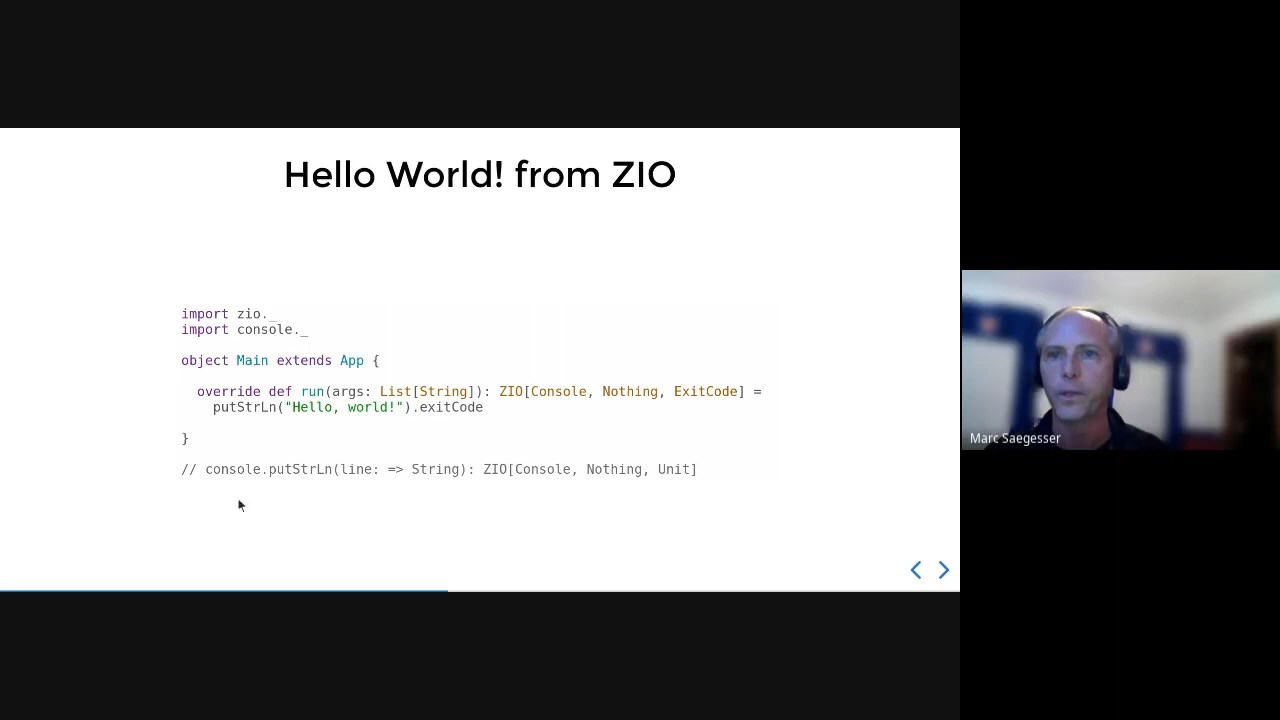 Hello World! from ZIO
import zio._
import console._
object Main extends App {
override def run(args: List[String]): ZIO[Console, Nothing, ExitCode] =
putStrLn("Hello, world!").exitCode
}
// console.putStrLn(line: => String): ZIO[Console, Nothing, Unit]
Marc Saegesser